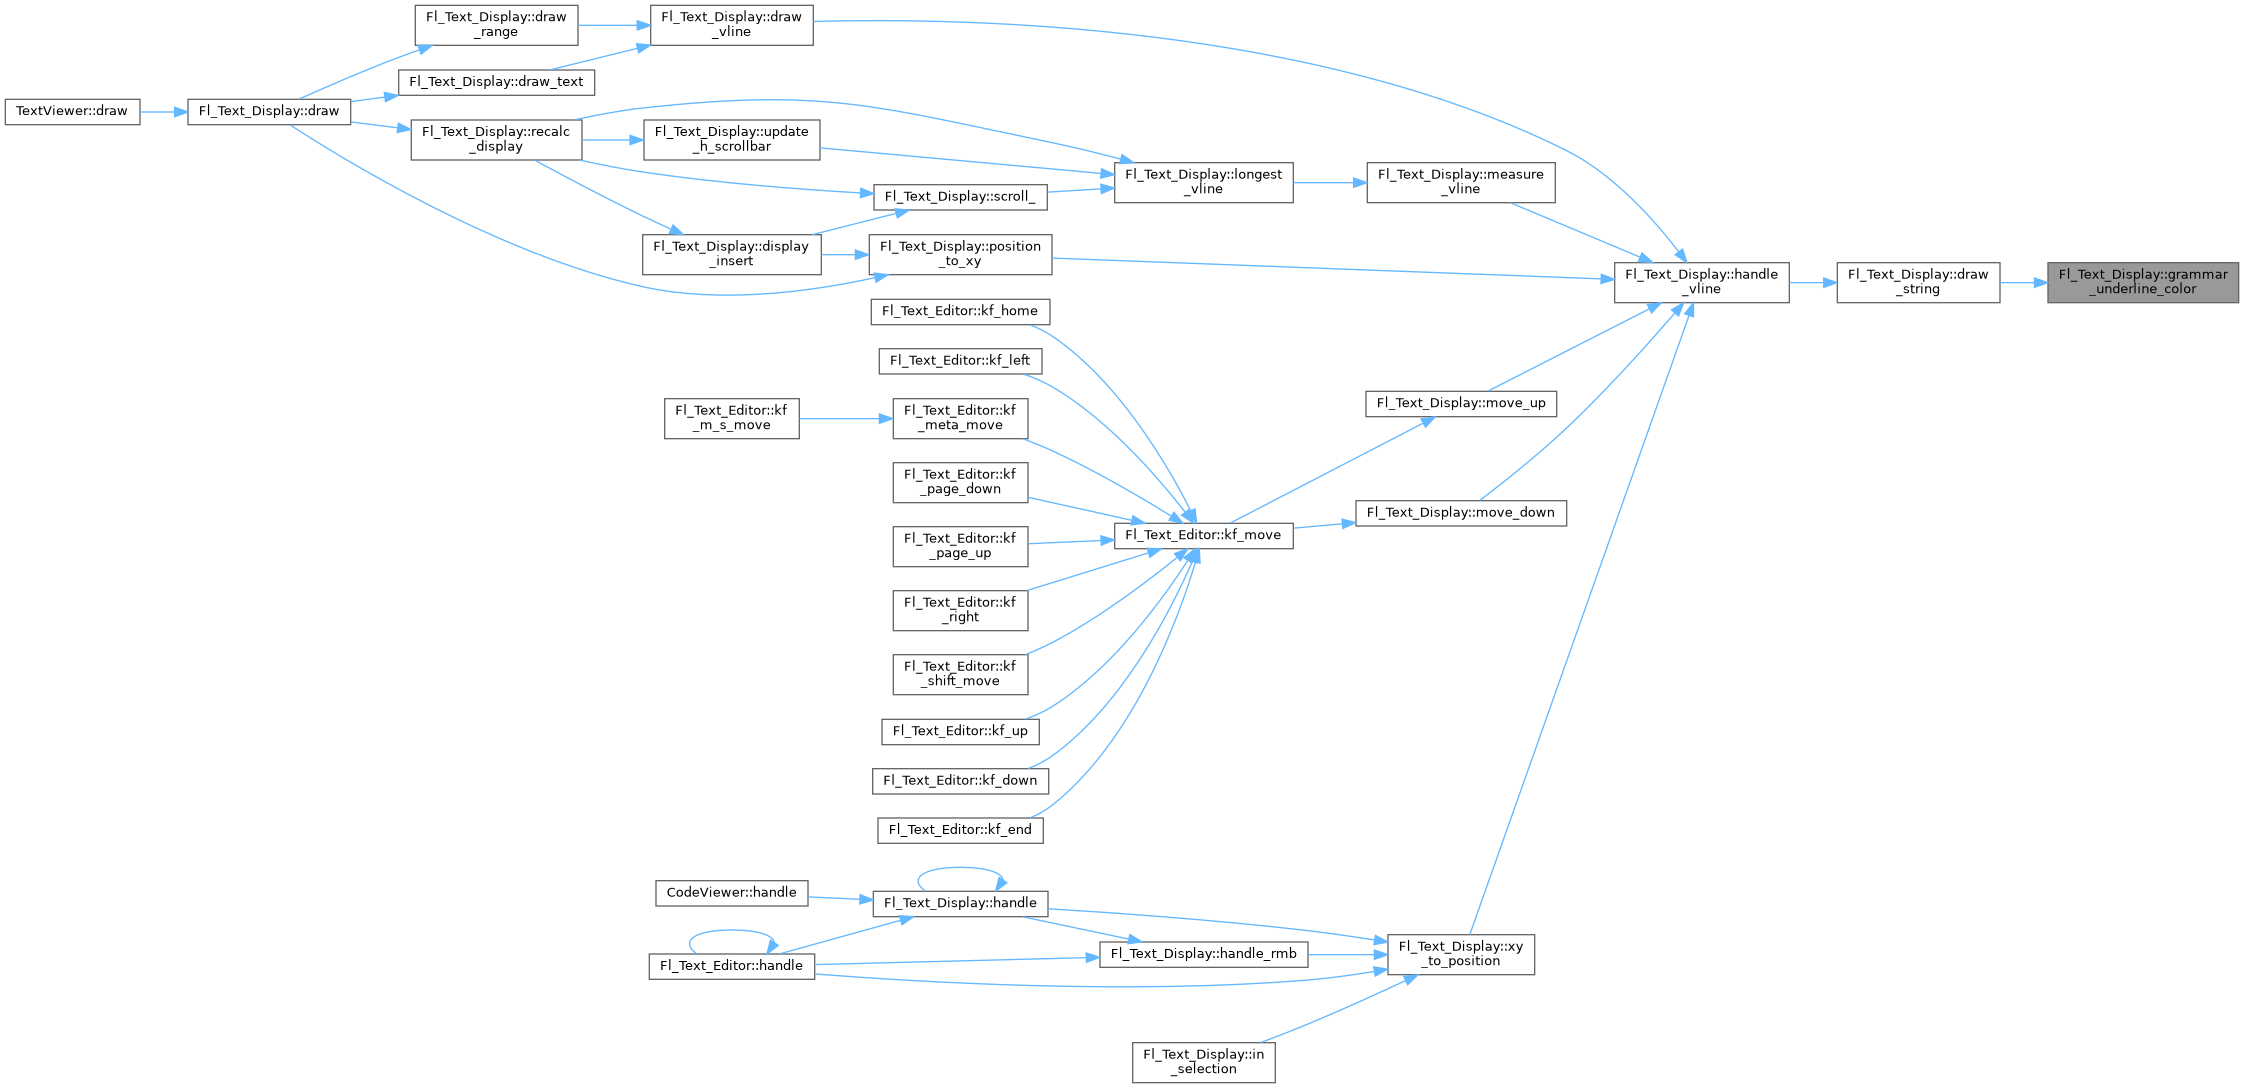 Fl_Text_Display::draw
_range
Fl_Text_Display::draw
_vline
Fl_Text_Display::draw_text
TextViewer::draw
Fl_Text_Display::draw
Fl_Text_Display::recalc
_display
Fl_Text_Display::update
_h_scrollbar
Fl_Text_Display::longest
_vline
Fl_Text_Display::measure
_vline
Fl_Text_Display::scroll_
Fl_Text_Display::display
_insert
Fl_Text_Display::position
_to_xy
Fl_Text_Display::handle
_vline
Fl_Text_Display::draw
_string
Fl_Text_Display::grammar
_underline_color
Fl_Text_Editor::kf_home
Fl_Text_Editor::kf_left
Fl_Text_Editor::kf
_m_s_move
Fl_Text_Editor::kf
_meta_move
Fl_Text_Display::move_up
Fl_Text_Editor::kf
_page_down
Fl_Text_Display::move_down
Fl_Text_Editor::kf_move
Fl_Text_Editor::kf
_page_up
Fl_Text_Editor::kf
_right
Fl_Text_Editor::kf
_shift_move
Fl_Text_Editor::kf_up
Fl_Text_Editor::kf_down
Fl_Text_Editor::kf_end
CodeViewer::handle
Fl_Text_Display::handle
Fl_Text_Editor::handle
Fl_Text_Display::handle_rmb
Fl_Text_Display::xy
_to_position
Fl_Text_Display::in
_selection